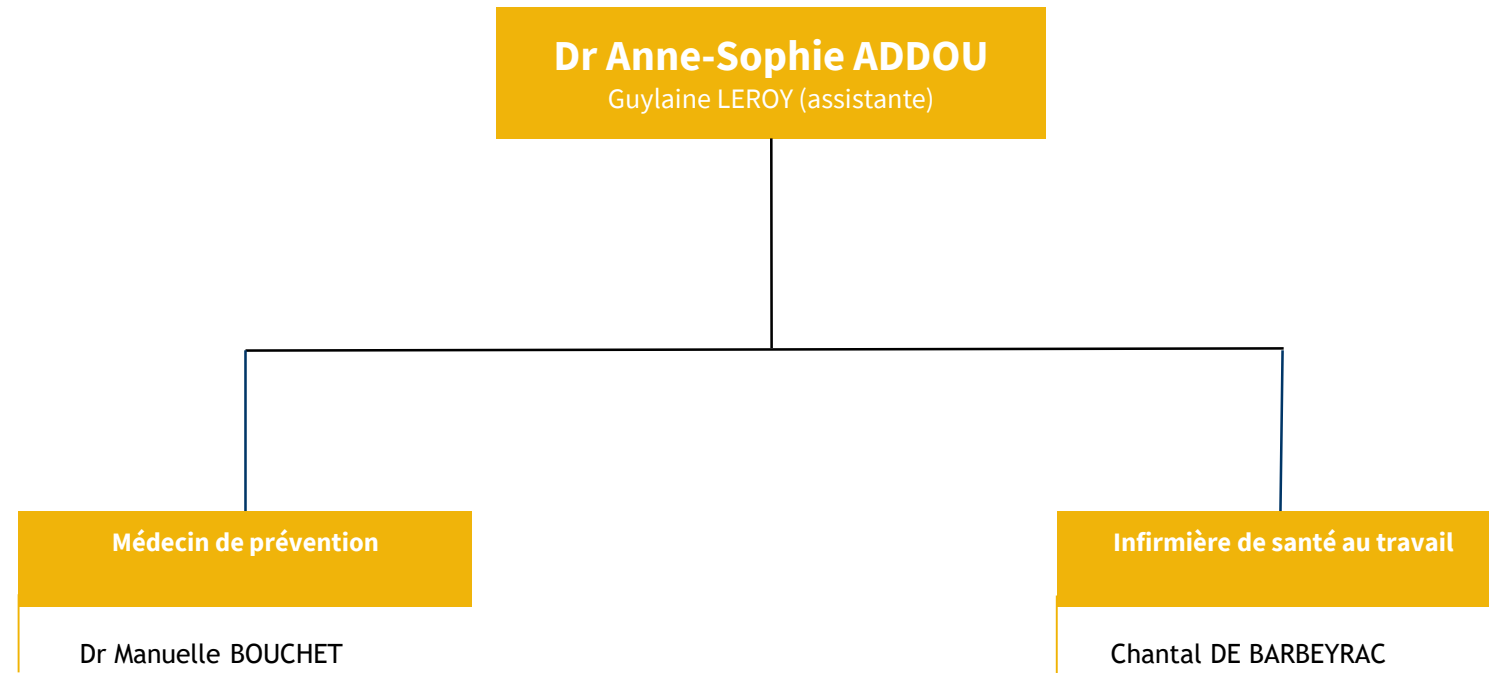 Dr Anne-Sophie ADDOU
Guylaine LEROY (assistante)
Médecin de prévention
Dr Manuelle BOUCHET
Infirmière de santé au travail
Chantal DE BARBEYRAC